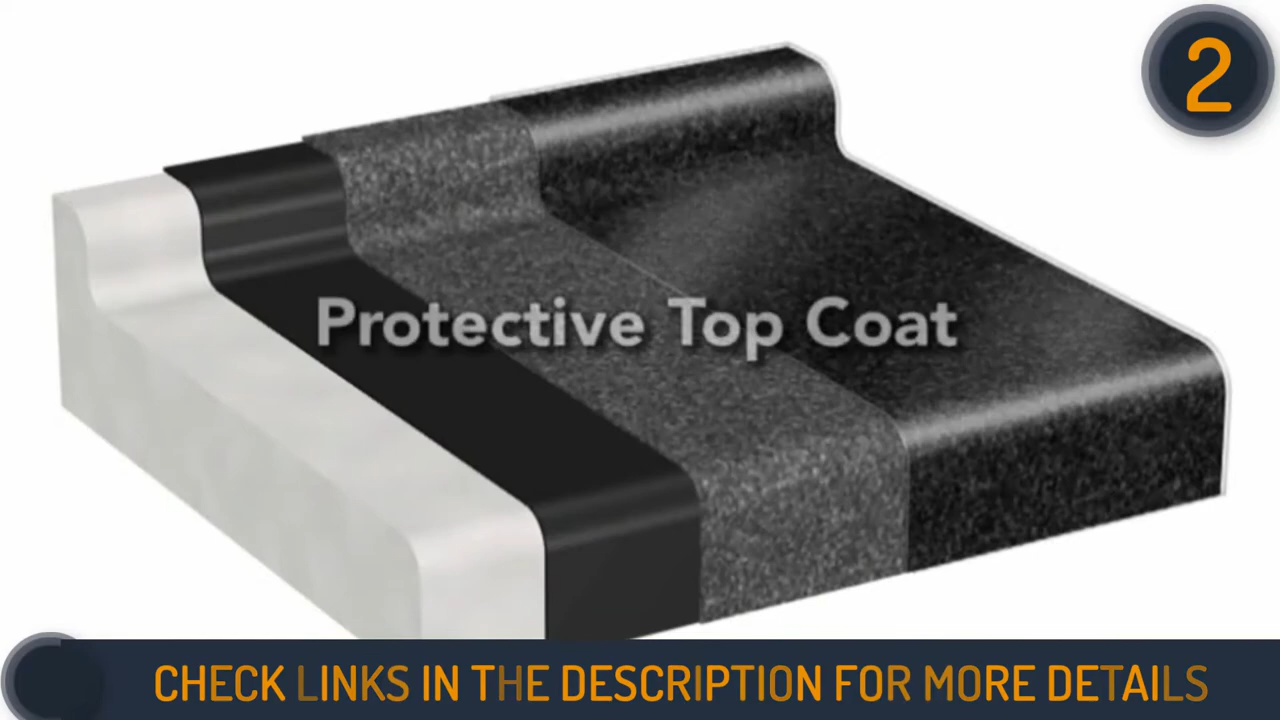 2
Protective Top Coat
CHECK LINKS IN THE DESCRIPTION FOR MORE DETAILS